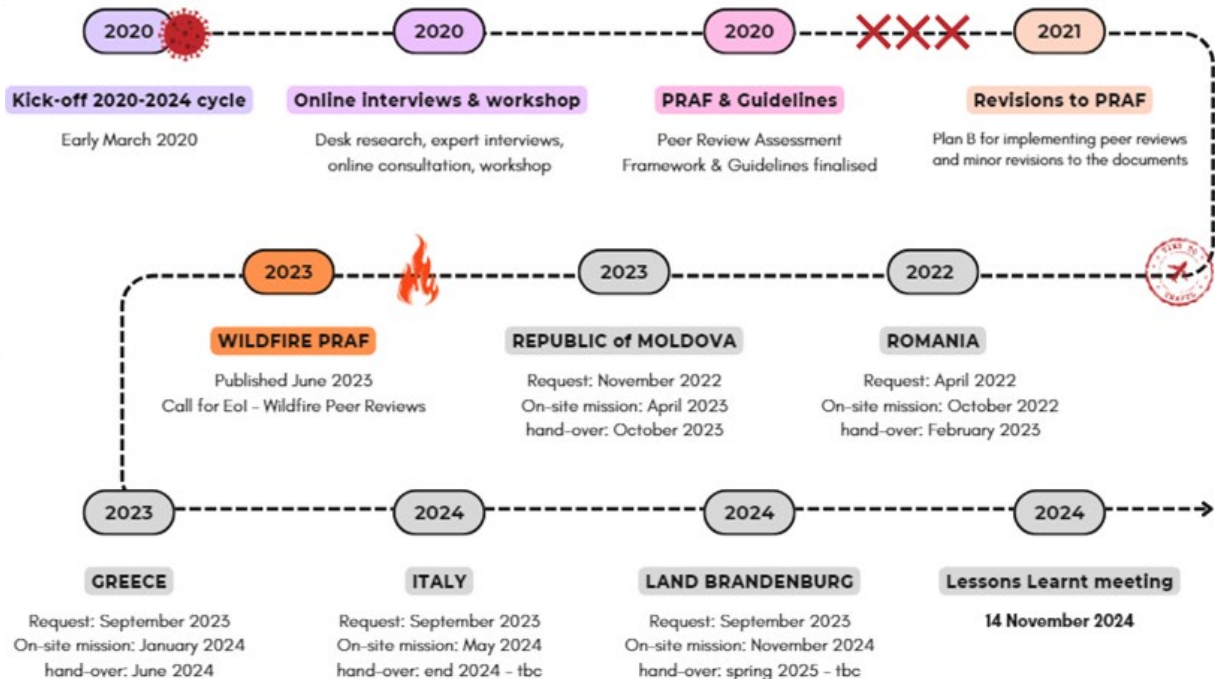 2020
2020
2020
2021
Kick-off 2020-2024 cycle
Early March 2020
Online interviews & workshop
Desk research, expert interviews,
online consultation, workshop
PRAF & Guidelines
Peer Review Assessment
Framework & Guidelines finalised
Revisions to PRAF
Plan B for implementing peer reviews
and minor revisions to the documents
TIME TO
TRAVEL
2022
ROMANIA
Request: April 2022
On-site mission: October 2022
hand-over: February 2023
2023
REPUBLIC of MOLDOVA
Request: November 2022
On-site mission: April 2023
hand-over: October 2023
2023
WILDFIRE PRAF
Published June 2023
Call for EoI – Wildfire Peer Reviews
2023
GREECE
Request: September 2023
On-site mission: January 2024
hand-over: June 2024
2024
ITALY
Request: September 2023
On-site mission: May 2024
hand-over: end 2024 – tbc
2024
LAND BRANDENBURG
Request: September 2023
On-site mission: November 2024
hand-over: spring 2025 – tbc
2024
Lessons Learnt meeting
14 November 2024